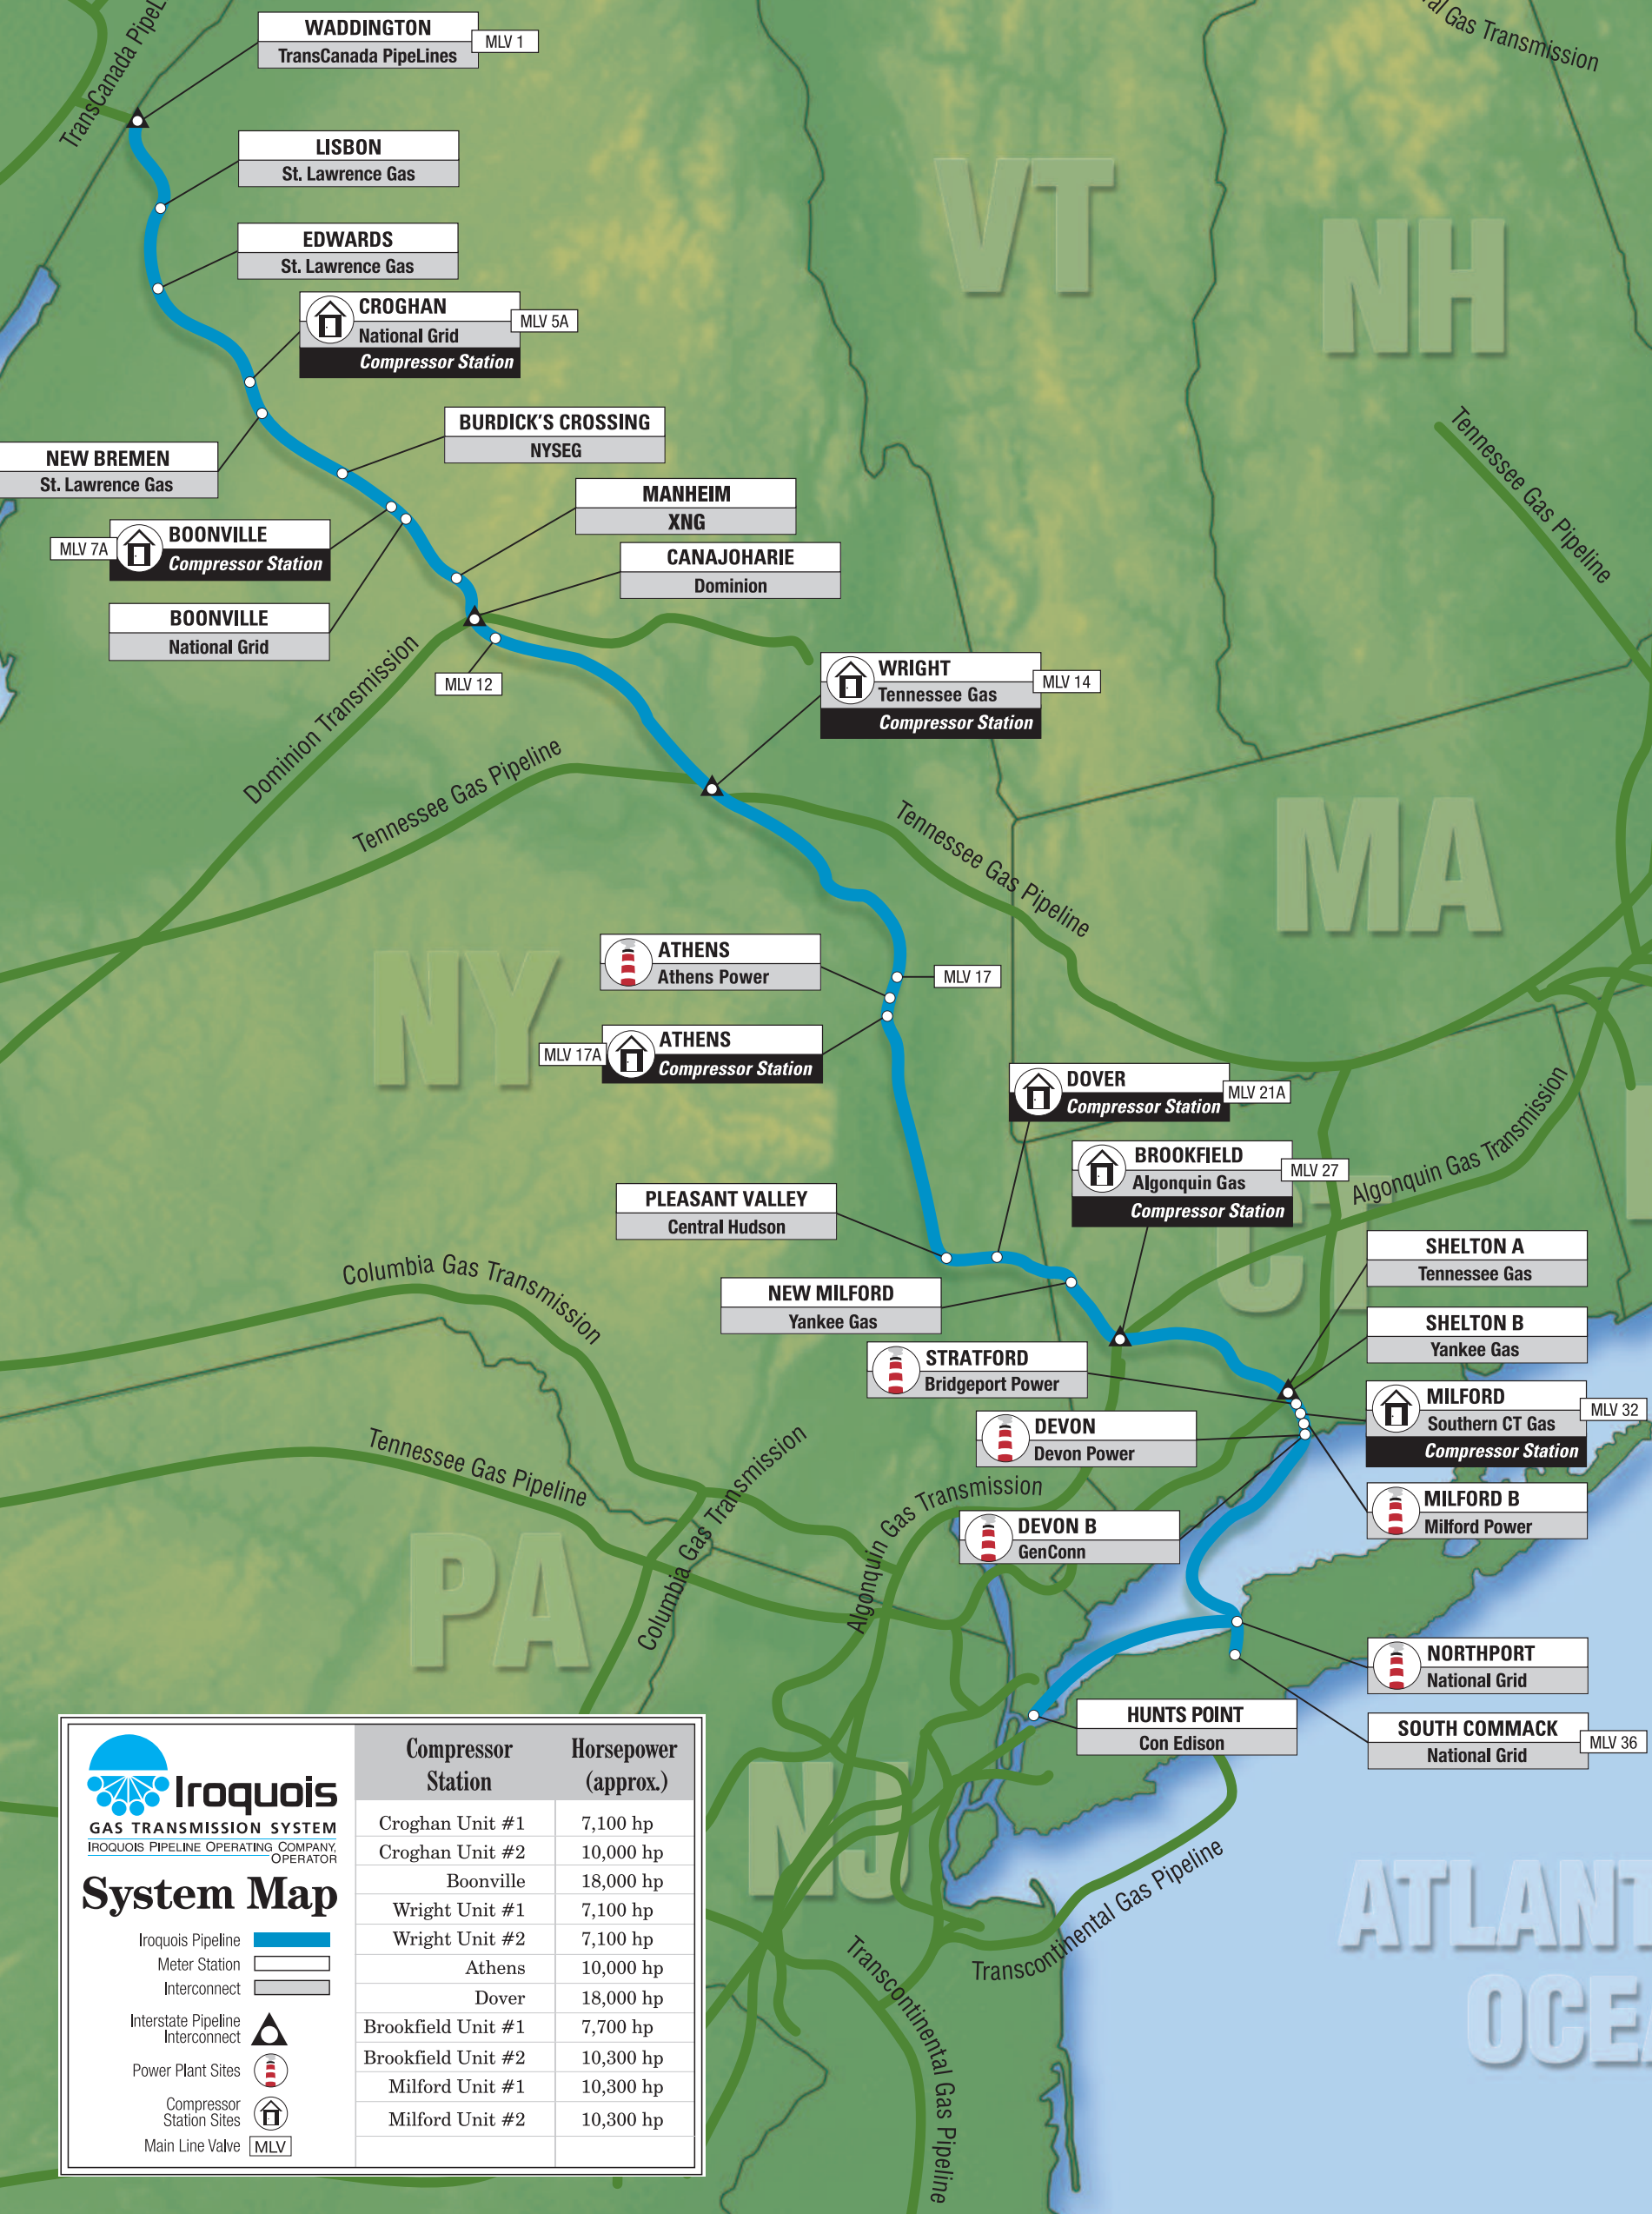 TransCanada PipeL
al Gas Transmission
WADDINGTON
TransCanada PipeLines
MLV 1
LISBON
St. Lawrence Gas
EDWARDS
St. Lawrence Gas
CROGHAN
National Grid
Compressor Station
MLV 5A
VT
NH
BURDICK'S CROSSING
NYSEG
NEW BREMEN
St. Lawrence Gas
MANHEIM
XNG
Tennessee Gas Pipeline
MLV 7A
BOONVILLE
Compressor Station
CANAJOHARIE
Dominion
BOONVILLE
National Grid
MLV 12
WRIGHT
Tennessee Gas
Compressor Station
MLV 14
Dominion Transmission
Tennessee Gas Pipeline
Tennessee Gas Pipeline
MA
NY
ATHENS
Athens Power
MLV 17
MLV 17A
ATHENS
Compressor Station
DOVER
Compressor Station
MLV 21A
Algonquin Gas Transmission
BROOKFIELD
Algonquin Gas
Compressor Station
MLV 27
CT
PLEASANT VALLEY
Central Hudson
SHELTON A
Tennessee Gas
Columbia Gas Transmission
NEW MILFORD
Yankee Gas
SHELTON B
Yankee Gas
STRATFORD
Bridgeport Power
MILFORD
Southern CT Gas
Compressor Station
MLV 32
DEVON
Devon Power
Tennessee Gas Pipeline
Columbia Gas Transmission
Algonquin Gas Transmission
MILFORD B
Milford Power
DEVON B
GenConn
PA
NORTHPORT
National Grid
HUNTS POINT
Con Edison
SOUTH COMMACK
National Grid
MLV 36
NJ
Transcontinental Gas Pipeline
Transcontinental Gas Pipeline
ATLANT
OCEA
Iroquois
GAS TRANSMISSION SYSTEM
IROQUOIS PIPELINE OPERATING COMPANY,
OPERATOR
System Map
Iroquois Pipeline
Meter Station
Interconnect
Interstate Pipeline
Interconnect
Power Plant Sites
Compressor
Station Sites
Main Line Valve MLV
Compressor Station Horsepower (approx.)
Croghan Unit #1 7,100 hp
Croghan Unit #2 10,000 hp
Boonville 18,000 hp
Wright Unit #1 7,100 hp
Wright Unit #2 7,100 hp
Athens 10,000 hp
Dover 18,000 hp
Brookfield Unit #1 7,700 hp
Brookfield Unit #2 10,300 hp
Milford Unit #1 10,300 hp
Milford Unit #2 10,300 hp